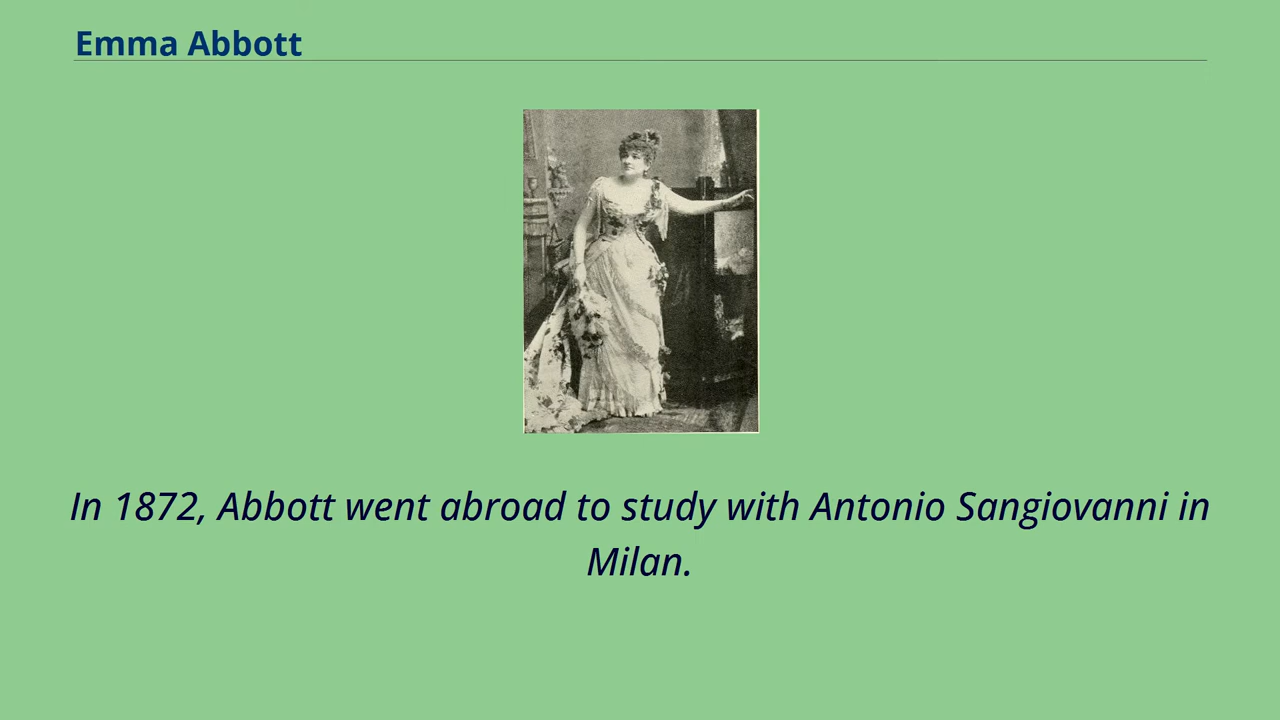 Emma Abbott
In 1872, Abbott went abroad to study with Antonio Sangiovanni in
Milan.